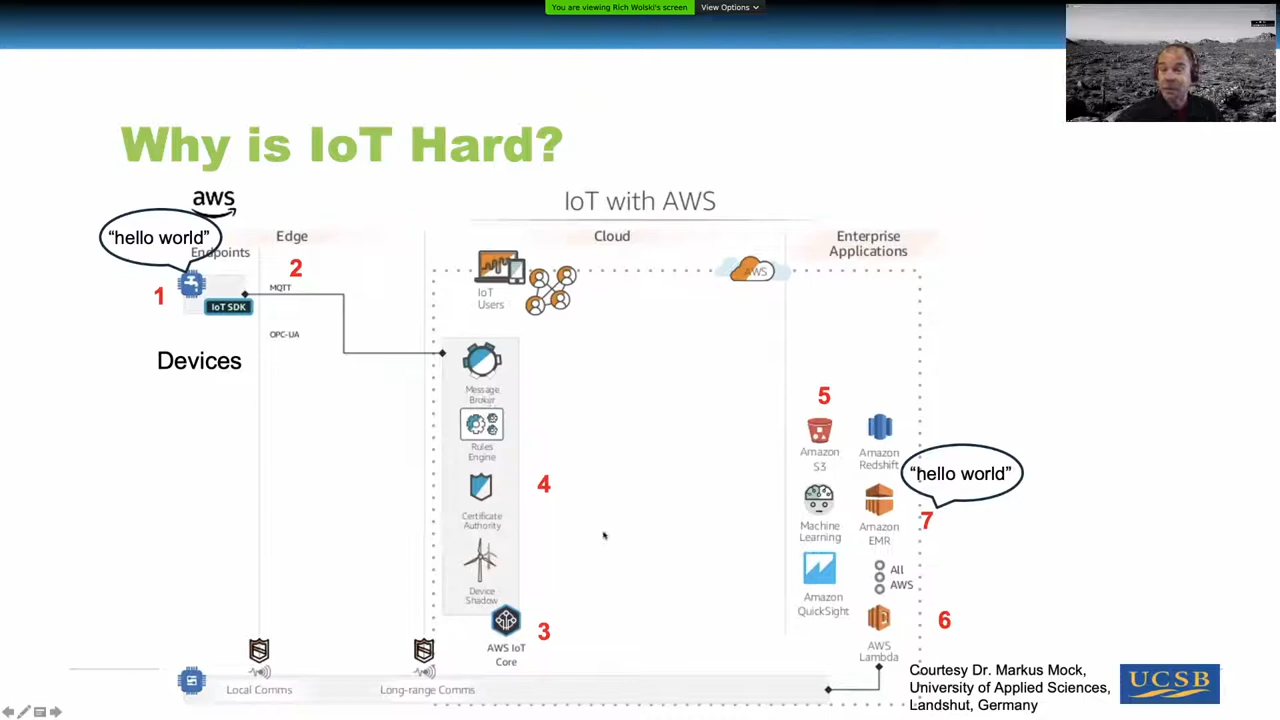 You are viewing Rich Wolski's screen
View Options
Why is IoT Hard?
aws
IoT with AWS
"hello world"
Endpoints
Edge
Cloud
Enterprise
Applications
1
2
MQTT
IoT SDK
OPC-UA
Devices
IoT
Users
AWS
Message
Broker
Rules
Engine
Certificate
Authority
Device
Shadow
4
3
AWS IoT
Core
5
Amazon
S3
Amazon
Redshift
"hello world"
Machine
Learning
Amazon
EMR
7
Amazon
QuickSight
All
AWS
6
AWS
Lambda
Local Comms
Long-range Comms
Courtesy Dr. Markus Mock,
University of Applied Sciences,
Landshut, Germany
UCSB